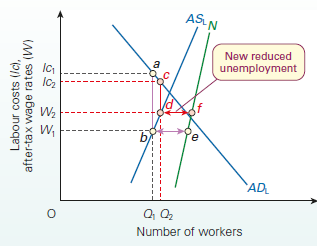 Labour costs (lc),
after-tax wage rates (W)
AS_L
N
New reduced
unemployment
lc₁
lc₂
a
c
W₂
d
f
W₁
b
e
AD_L
O
Q₁ Q₂
Number of workers